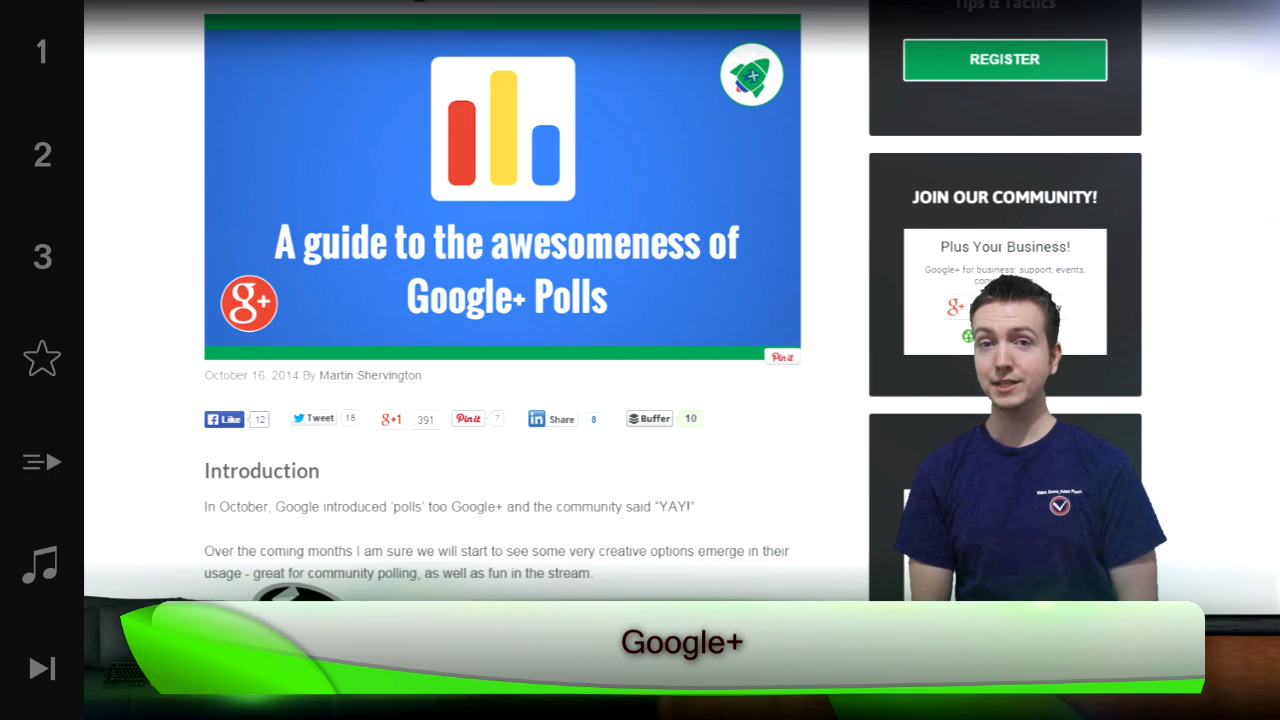 1
2
3
Tips & Tactics
REGISTER
A guide to the awesomeness of
Google+ Polls
g+
Pin it
JOIN OUR COMMUNITY!
Plus Your Business!
Google+ for business: support, events,
g+
October 16, 2014 By Martin Shervington
Like 12 Tweet 18 g+1 391 Pin it 7 in Share 8 Buffer 10
Introduction
In October, Google introduced ‘polls’ too Google+ and the community said “YAY!”
Over the coming months I am sure we will start to see some very creative options emerge in their
usage - great for community polling, as well as fun in the stream.
Google+